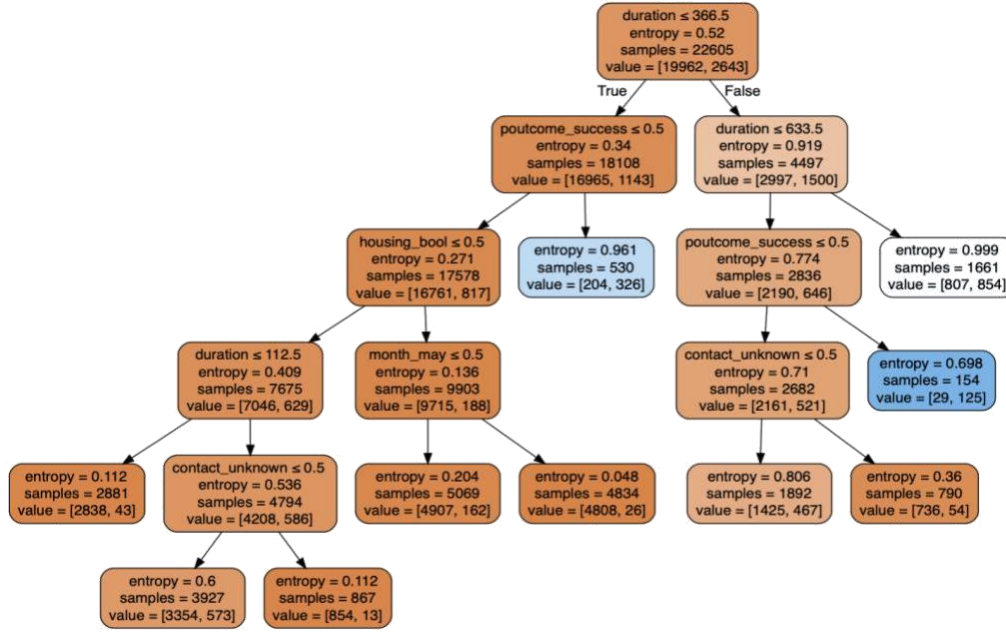 duration ≤ 366.5
entropy = 0.52
samples = 22605
value = [19962, 2643]
True
False
poutcome_success ≤ 0.5
entropy = 0.34
samples = 18108
value = [16965, 1143]
duration ≤ 633.5
entropy = 0.919
samples = 4497
value = [2997, 1500]
housing_bool ≤ 0.5
entropy = 0.271
samples = 17578
value = [16761, 817]
entropy = 0.961
samples = 530
value = [204, 326]
poutcome_success ≤ 0.5
entropy = 0.774
samples = 2836
value = [2190, 646]
entropy = 0.999
samples = 1661
value = [807, 854]
duration ≤ 112.5
entropy = 0.409
samples = 7675
value = [7046, 629]
month_may ≤ 0.5
entropy = 0.136
samples = 9903
value = [9715, 188]
contact_unknown ≤ 0.5
entropy = 0.71
samples = 2682
value = [2161, 521]
entropy = 0.698
samples = 154
value = [29, 125]
entropy = 0.112
samples = 2881
value = [2838, 43]
contact_unknown ≤ 0.5
entropy = 0.536
samples = 4794
value = [4208, 586]
entropy = 0.204
samples = 5069
value = [4907, 162]
entropy = 0.048
samples = 4834
value = [4808, 26]
entropy = 0.806
samples = 1892
value = [1425, 467]
entropy = 0.36
samples = 790
value = [736, 54]
entropy = 0.6
samples = 3927
value = [3354, 573]
entropy = 0.112
samples = 867
value = [854, 13]